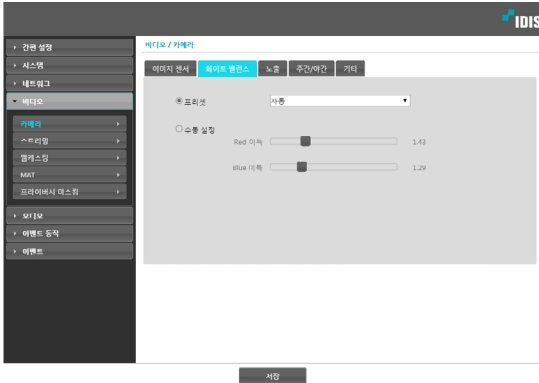 IDIS
간편 설정
시스템
네트워크
비디오
카메라
스트리밍
웹캐스팅
MAT
프라이버시 마스킹
오디오
이벤트 동작
이벤트
비디오 / 카메라
이미지 센서 화이트 밸런스 노출 주간/야간 기타
프리셋 자동
수동 설정
Red 이득 1.43
Blue 이득 1.29
저장